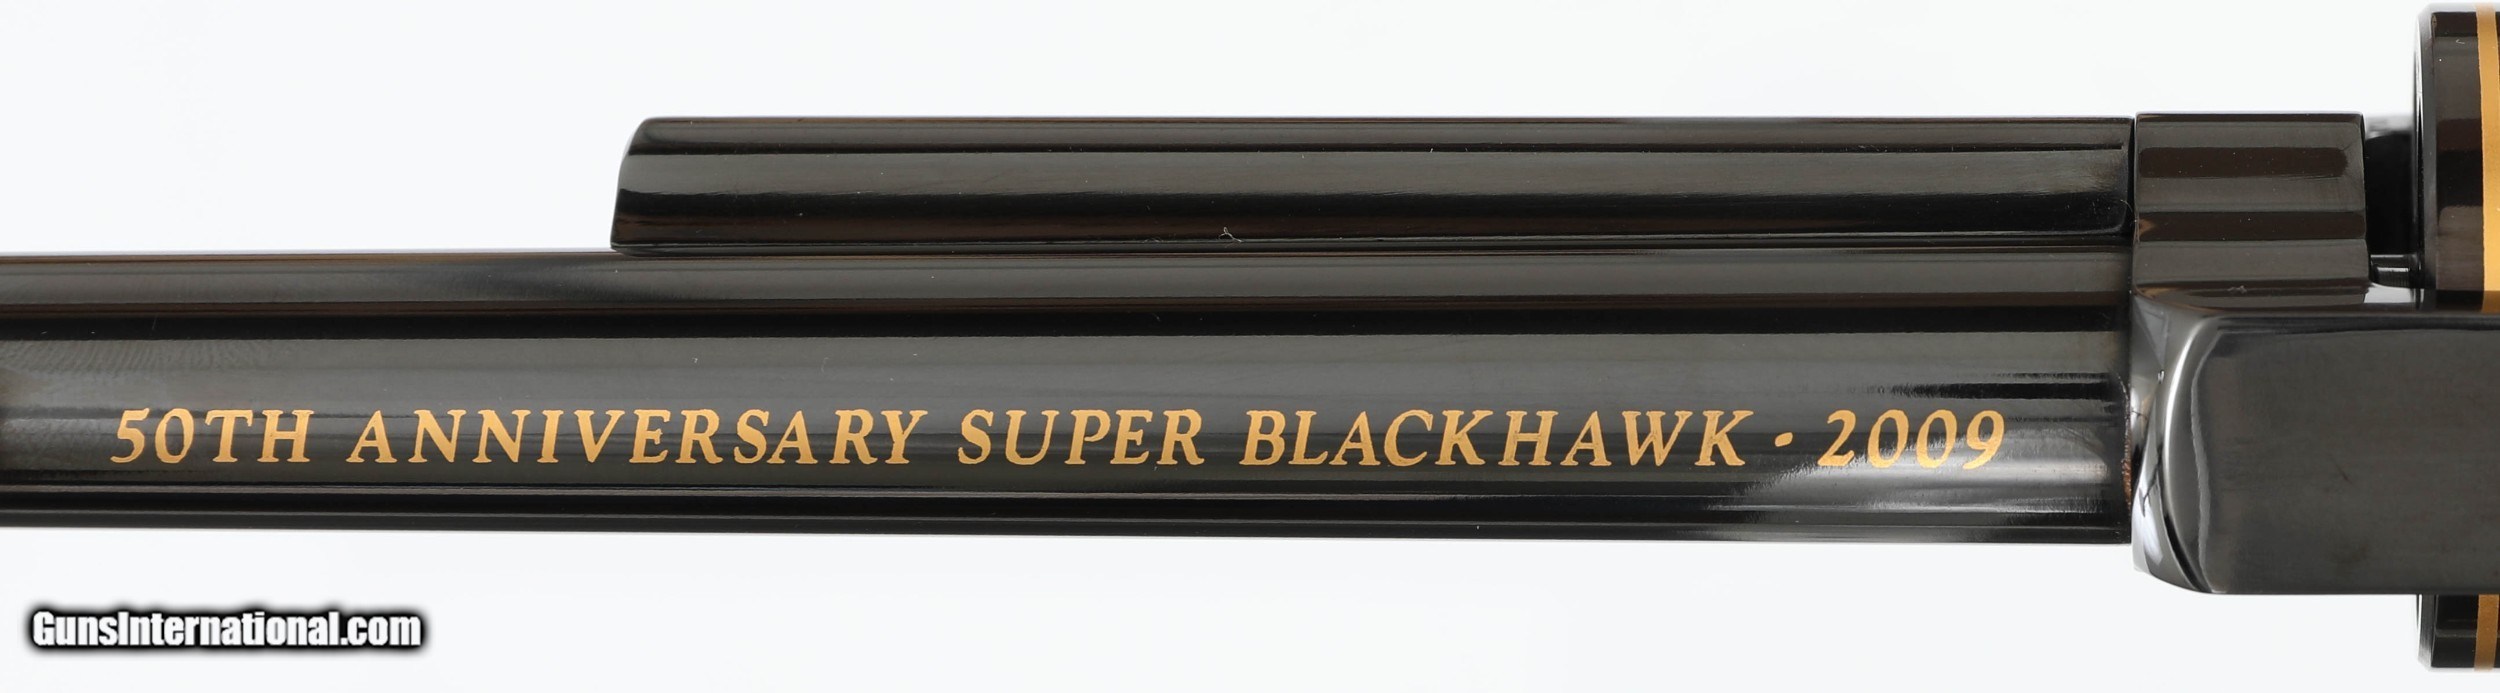 50TH ANNIVERSARY SUPER BLACKHAWK · 2009
GunsInternational.com